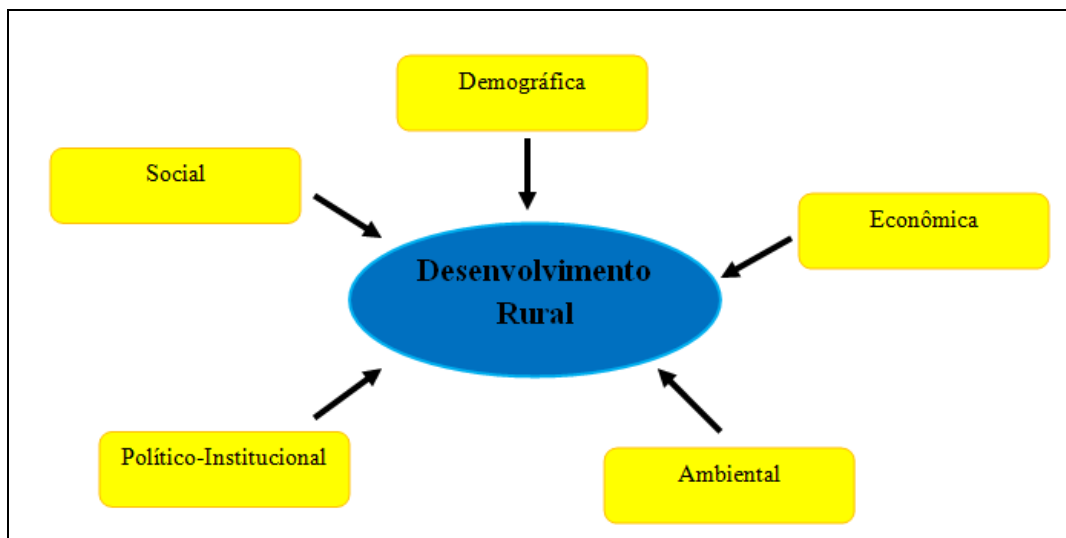 Demográfica
Social
Econômica
Desenvolvimento
Rural
Político-Institucional
Ambiental